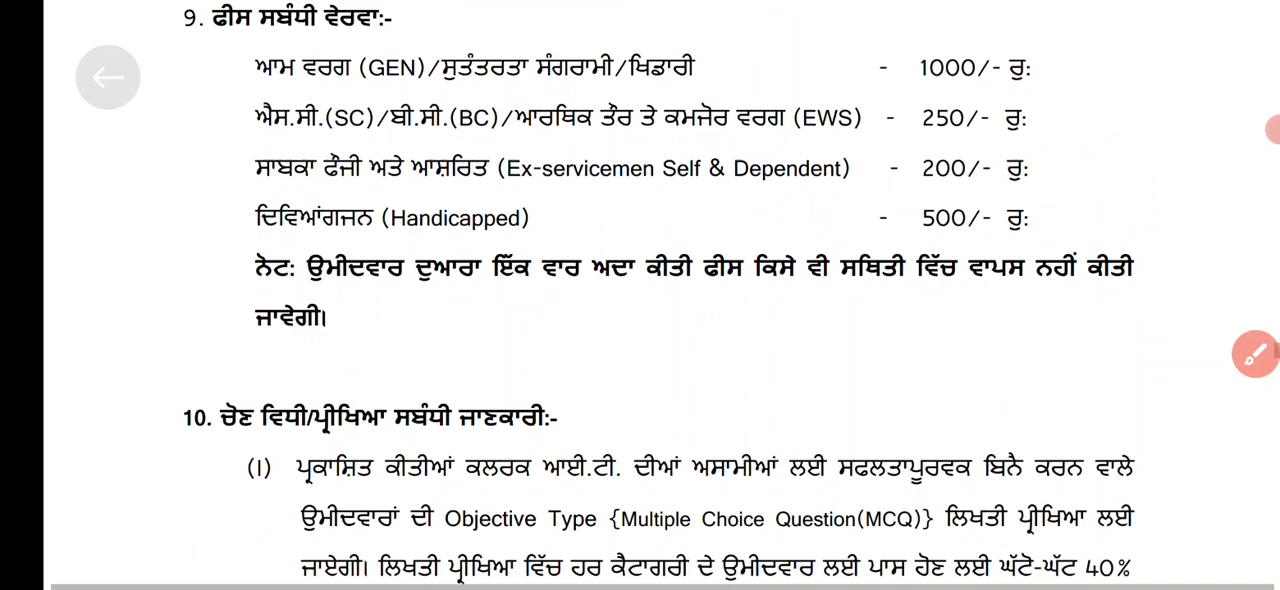 9. ਫੀਸ ਸਬੰਧੀ ਵੇਰਵਾ:-
ਆਮ ਵਰਗ (GEN)/ਸੁਤੰਤਰਤਾ ਸੰਗਰਾਮੀ/ਖਿਡਾਰੀ - 1000/- ਰੁ:
ਐਸ.ਸੀ.(SC)/ਬੀ.ਸੀ.(BC)/ਆਰਥਿਕ ਤੌਰ ਤੇ ਕਮਜੋਰ ਵਰਗ (EWS) - 250/- ਰੁ:
ਸਾਬਕਾ ਫੌਜੀ ਅਤੇ ਆਸ਼ਰਿਤ (Ex-servicemen Self & Dependent) - 200/- ਰੁ:
ਦਿਵਿਆਂਗਜਨ (Handicapped) - 500/- ਰੁ:
ਨੋਟ: ਉਮੀਦਵਾਰ ਦੁਆਰਾ ਇੱਕ ਵਾਰ ਅਦਾ ਕੀਤੀ ਫੀਸ ਕਿਸੇ ਵੀ ਸਥਿਤੀ ਵਿੱਚ ਵਾਪਸ ਨਹੀਂ ਕੀਤੀ
ਜਾਵੇਗੀ।
10. ਚੋਣ ਵਿਧੀ/ਪ੍ਰੀਖਿਆ ਸਬੰਧੀ ਜਾਣਕਾਰੀ:-
(I) ਪ੍ਰਕਾਸ਼ਿਤ ਕੀਤੀਆਂ ਕਲਰਕ ਆਈ.ਟੀ. ਦੀਆਂ ਅਸਾਮੀਆਂ ਲਈ ਸਫਲਤਾਪੂਰਵਕ ਬਿਨੈ ਕਰਨ ਵਾਲੇ
ਉਮੀਦਵਾਰਾਂ ਦੀ Objective Type {Multiple Choice Question(MCQ)} ਲਿਖਤੀ ਪ੍ਰੀਖਿਆ ਲਈ
ਜਾਏਗੀ। ਲਿਖਤੀ ਪ੍ਰੀਖਿਆ ਵਿੱਚ ਹਰ ਕੈਟਾਗਰੀ ਦੇ ਉਮੀਦਵਾਰ ਲਈ ਪਾਸ ਹੋਣ ਲਈ ਘੱਟੋ-ਘੱਟ 40%